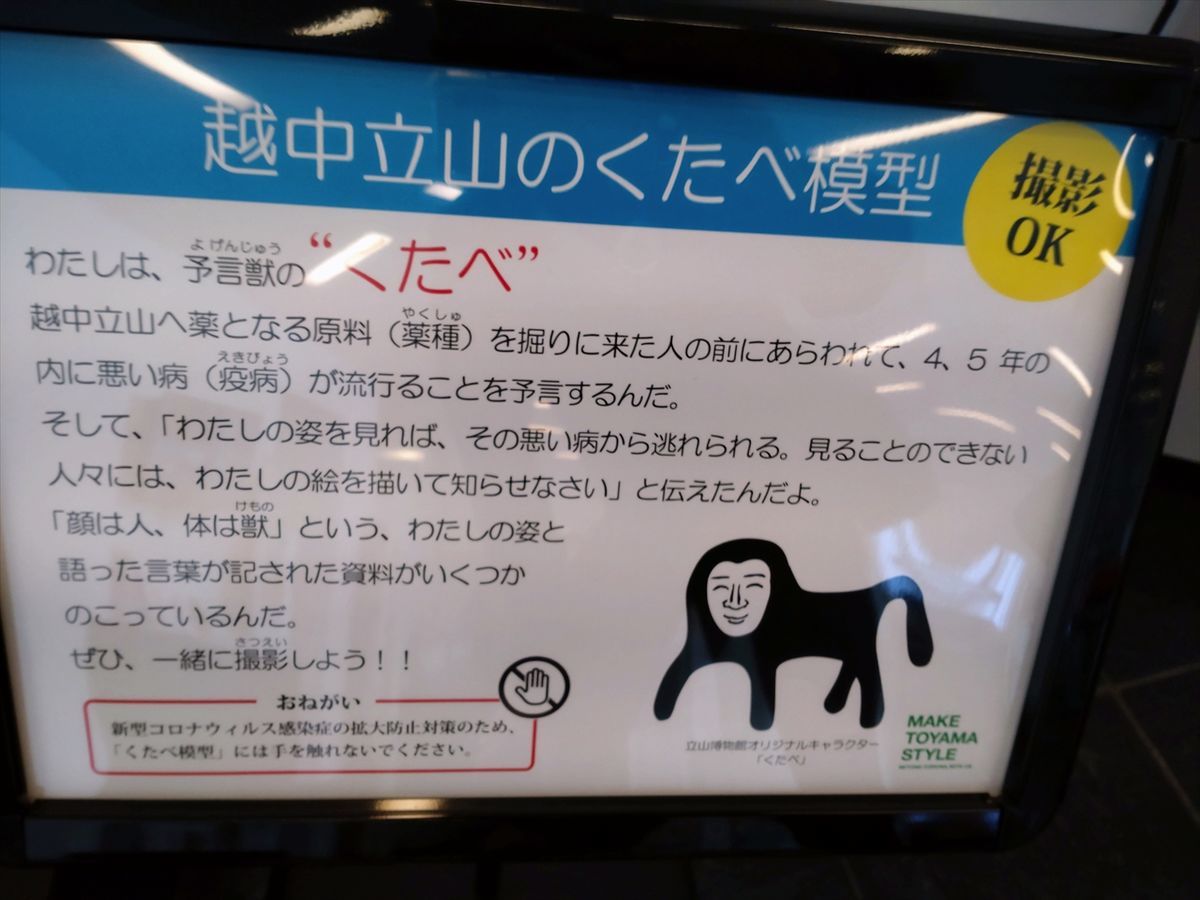 越中立山のくたべ模型
撮影
OK
よげんじゅう
わたしは、予言獣の“くたべ”
やくしゅ
越中立山へ薬となる原料（薬種）を掘りに来た人の前にあらわれて、4、5年の
えきびょう
内に悪い病（疫病）が流行ることを予言するんだ。
そして、「わたしの姿を見れば、その悪い病から逃れられる。見ることのできない
人々には、わたしの絵を描いて知らせなさい」と伝えたんだよ。
けもの
「顔は人、体は獣」という、わたしの姿と
語った言葉が記された資料がいくつか
のこっているんだ。
さつえい
ぜひ、一緒に撮影しよう！！
おねがい
新型コロナウィルス感染症の拡大防止対策のため、
「くたべ模型」には手を触れないでください。
立山博物館オリジナルキャラクター
「くたべ」
MAKE
TOYAMA
STYLE